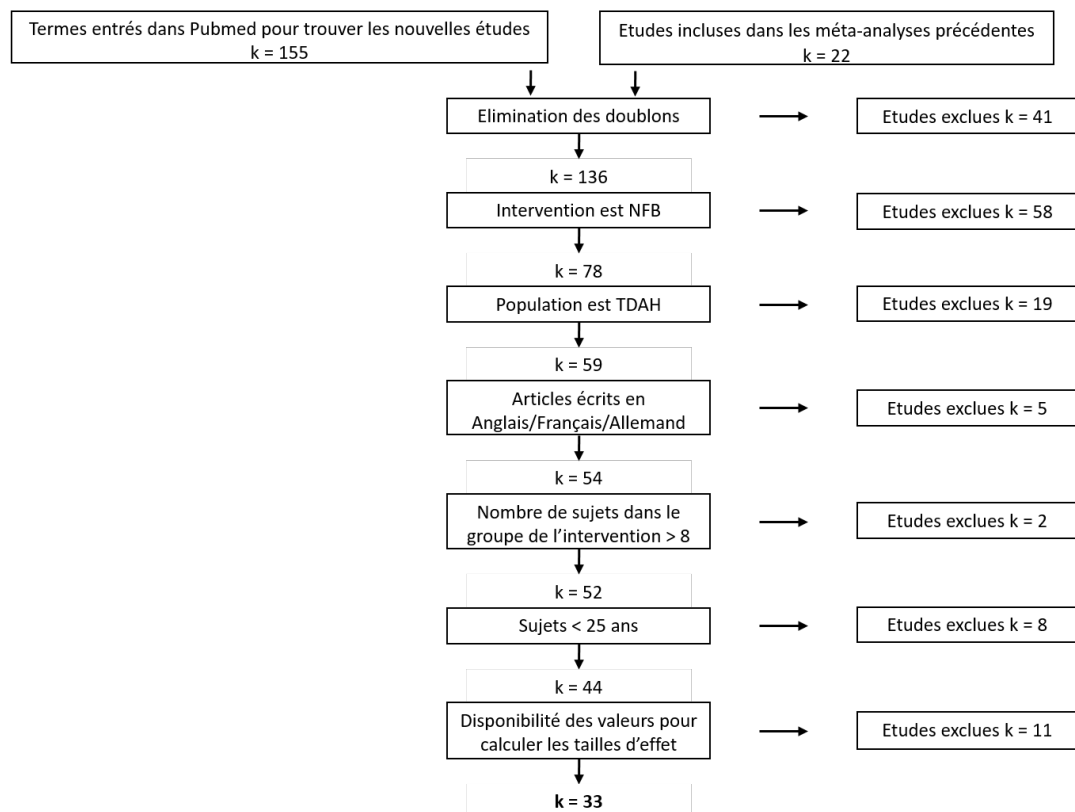 Termes entrés dans Pubmed pour trouver les nouvelles études
k = 155
Etudes incluses dans les méta-analyses précédentes
k = 22
Elimination des doublons
Etudes exclues k = 41
k = 136
Intervention est NFB
Etudes exclues k = 58
k = 78
Population est TDAH
Etudes exclues k = 19
k = 59
Articles écrits en
Anglais/Français/Allemand
Etudes exclues k = 5
k = 54
Nombre de sujets dans le
groupe de l’intervention > 8
Etudes exclues k = 2
k = 52
Sujets < 25 ans
Etudes exclues k = 8
k = 44
Disponibilité des valeurs pour
calculer les tailles d’effet
Etudes exclues k = 11
k = 33